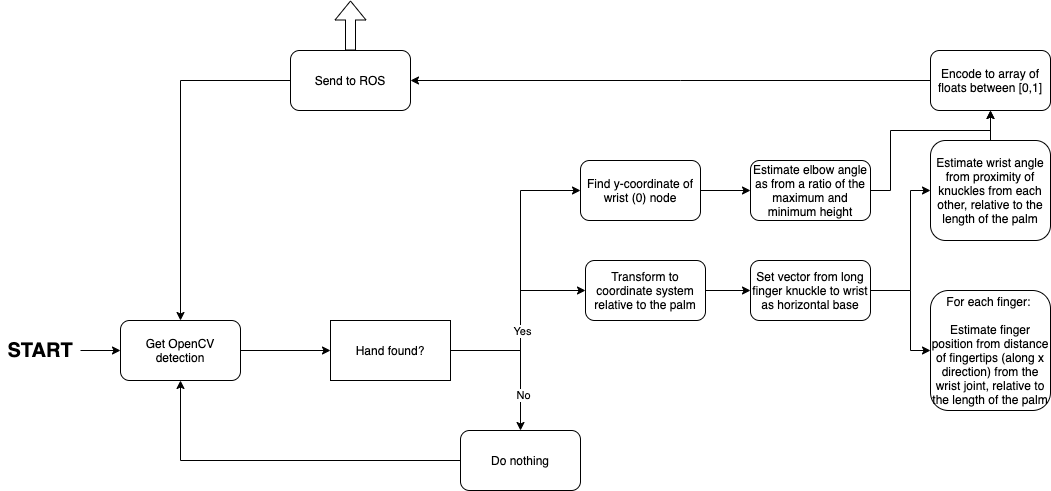 Send to ROS
Encode to array of
floats between [0,1]
Find y-coordinate of
wrist (0) node
Estimate elbow angle
as from a ratio of the
maximum and
minimum height
Estimate wrist angle
from proximity of
knuckles from each
other, relative to the
length of the palm
Transform to
coordinate system
relative to the palm
Set vector from long
finger knuckle to wrist
as horizontal base
For each finger:
Estimate finger
position from distance
of fingertips (along x
direction) from the
wrist joint, relative to
the length of the palm
START
Get OpenCV
detection
Hand found?
Yes
No
Do nothing